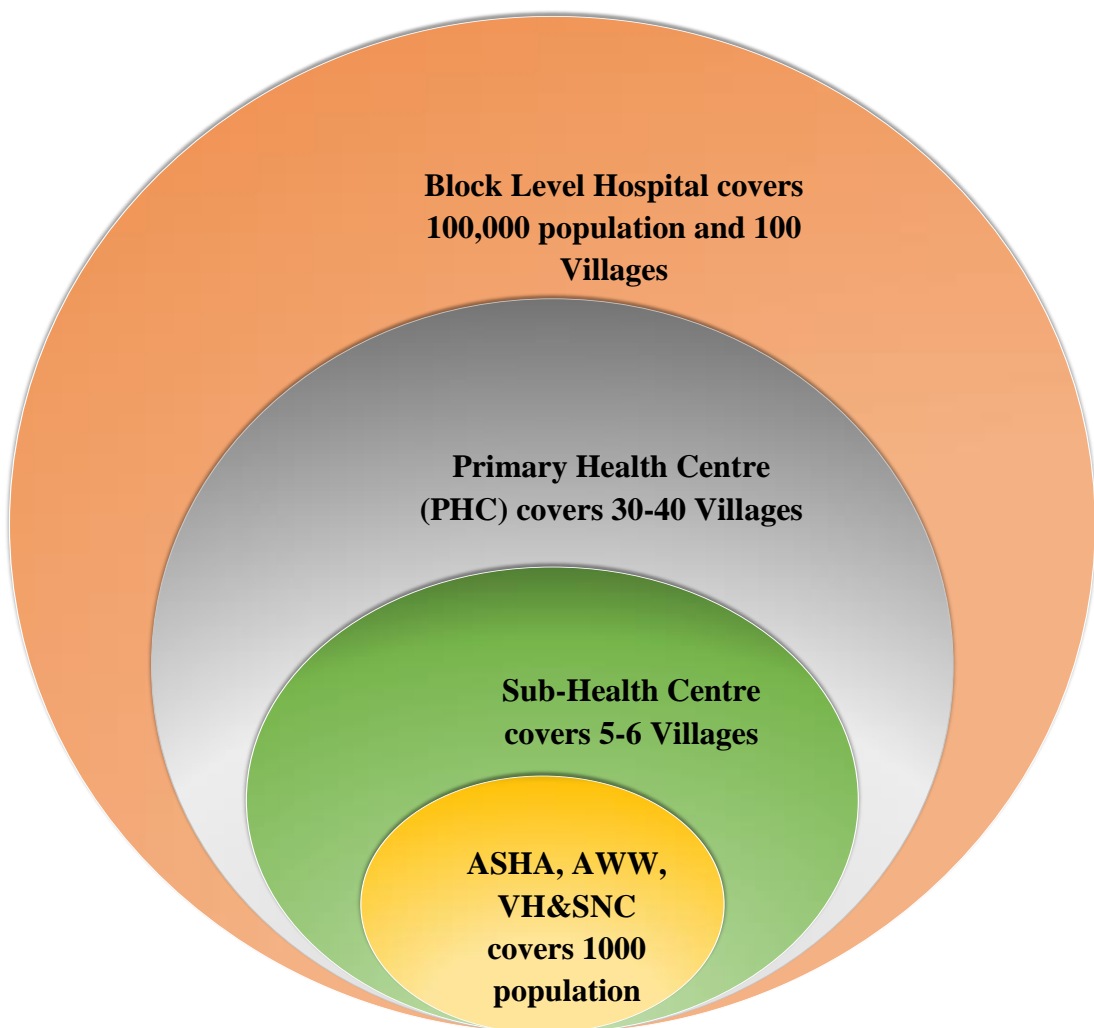 Block Level Hospital covers
100,000 population and 100
Villages
Primary Health Centre
(PHC) covers 30-40 Villages
Sub-Health Centre
covers 5-6 Villages
ASHA, AWW,
VH&SNC
covers 1000
population